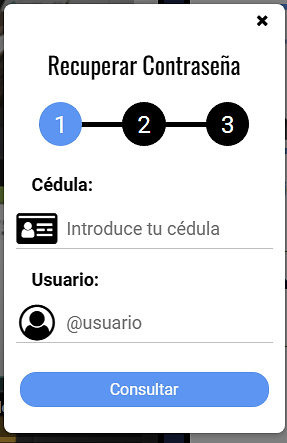 Recuperar Contraseña
1 2 3
Cédula:
Introduce tu cédula
Usuario:
@usuario
Consultar